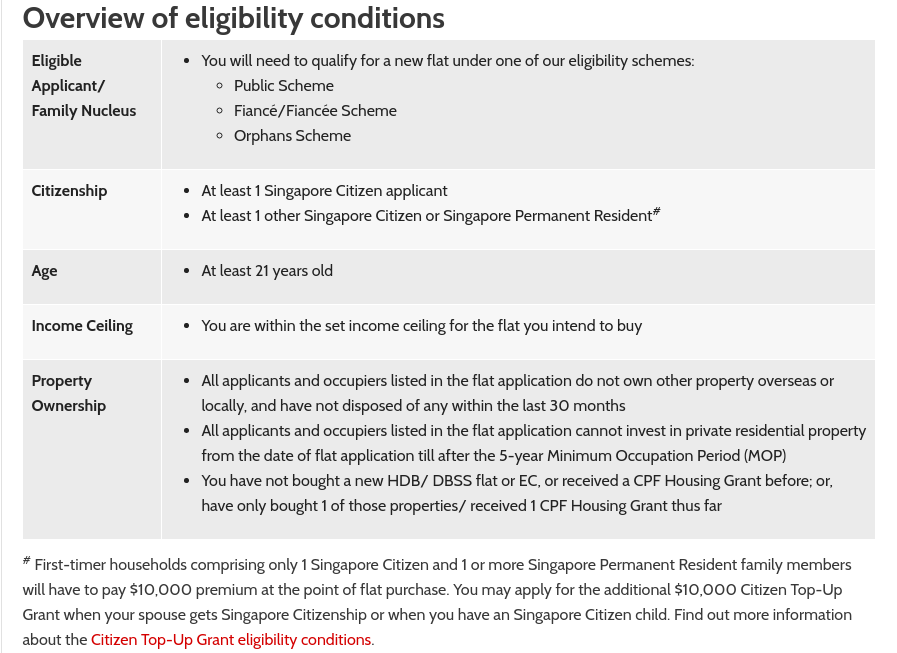 Overview of eligibility conditions
Eligible
Applicant/
Family Nucleus
• You will need to qualify for a new flat under one of our eligibility schemes:
◦ Public Scheme
◦ Fiancé/Fiancée Scheme
◦ Orphans Scheme
Citizenship
• At least 1 Singapore Citizen applicant
• At least 1 other Singapore Citizen or Singapore Permanent Resident#
Age
• At least 21 years old
Income Ceiling
• You are within the set income ceiling for the flat you intend to buy
Property
Ownership
• All applicants and occupiers listed in the flat application do not own other property overseas or
locally, and have not disposed of any within the last 30 months
• All applicants and occupiers listed in the flat application cannot invest in private residential property
from the date of flat application till after the 5-year Minimum Occupation Period (MOP)
• You have not bought a new HDB/ DBSS flat or EC, or received a CPF Housing Grant before; or,
have only bought 1 of those properties/ received 1 CPF Housing Grant thus far
# First-timer households comprising only 1 Singapore Citizen and 1 or more Singapore Permanent Resident family members
will have to pay $10,000 premium at the point of flat purchase. You may apply for the additional $10,000 Citizen Top-Up
Grant when your spouse gets Singapore Citizenship or when you have an Singapore Citizen child. Find out more information
about the Citizen Top-Up Grant eligibility conditions.